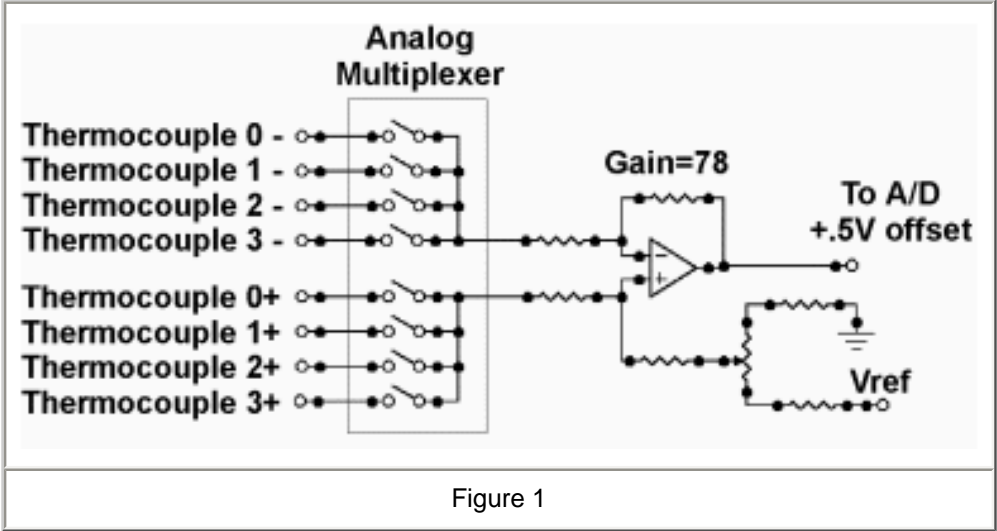 Analog
Multiplexer
Thermocouple 0 -
Thermocouple 1 -
Thermocouple 2 -
Thermocouple 3 -
Thermocouple 0+
Thermocouple 1+
Thermocouple 2+
Thermocouple 3+
Gain=78
−
+
To A/D
+.5V offset
Vref
Figure 1